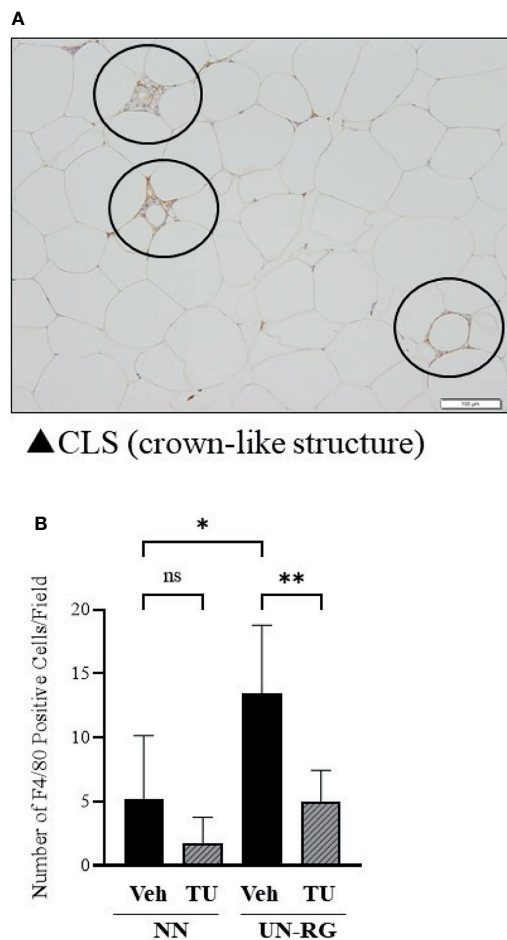 A
100 µm
▲CLS (crown-like structure)
B
*
ns
**
Number of F4/80 Positive Cells/Field
20
15
10
5
0
Veh TU Veh TU
NN UN-RG